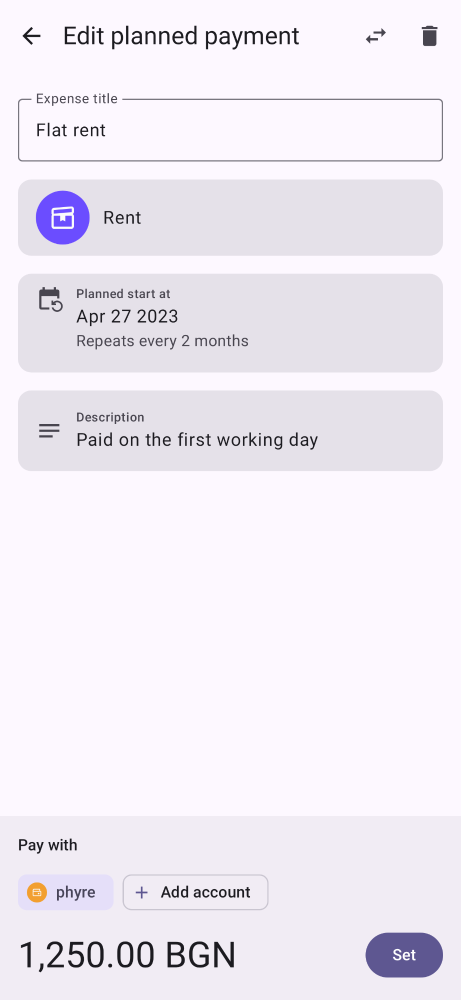 Edit planned payment
Expense title
Flat rent
Rent
Planned start at
Apr 27 2023
Repeats every 2 months
Description
Paid on the first working day
Pay with
phyre
Add account
1,250.00 BGN
Set